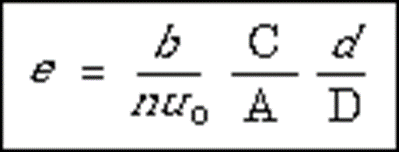 e = b/nu₀ C/A d/D